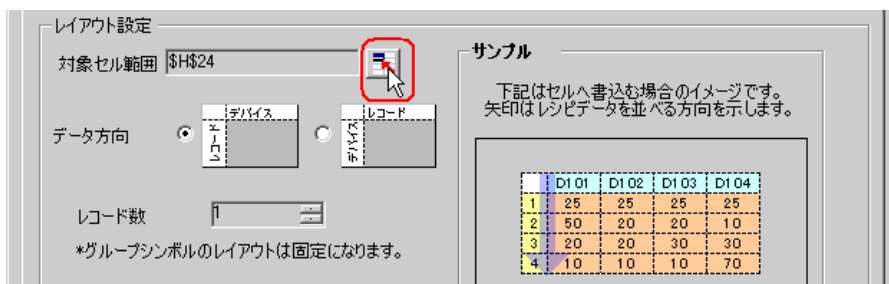 レイアウト設定
対象セル範囲 $H$24
データ方向
デバイス
レコード
レコード
デバイス
レコード数 1
*グループシンボルのレイアウトは固定になります。
サンプル
下記はセルへ書込む場合のイメージです。
矢印はレシピデータを並べる方向を示します。
D101 D102 D103 D104
1 25 25 25 25
2 50 20 20 10
3 20 20 30 30
4 10 10 10 70